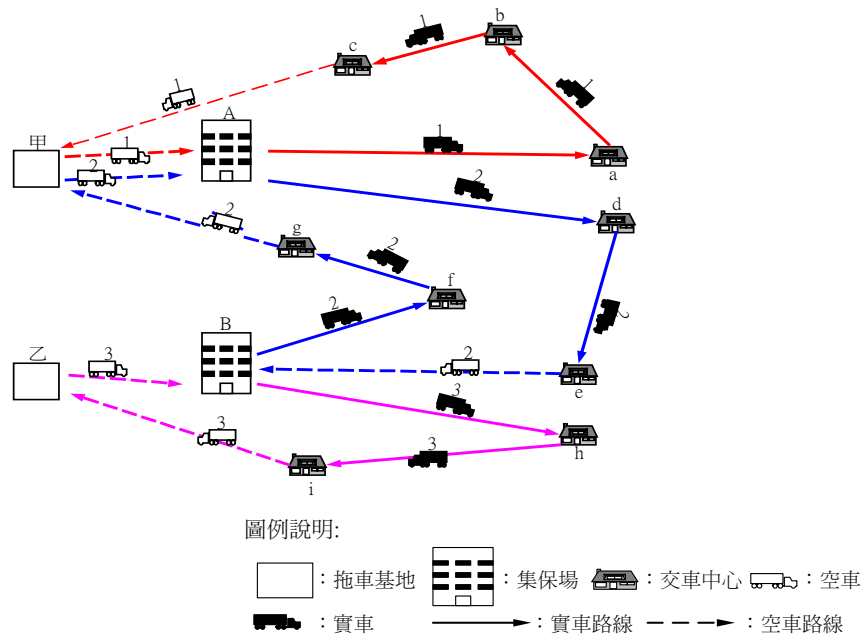 b
1
c
1
1
A
甲
1
1
a
2
2
d
2
g
2
f
2
2
B
乙
3
2
e
3
h
3
3
i
圖例說明:
：拖車基地
：集保場
：交車中心
：空車
：實車
：實車路線
：空車路線